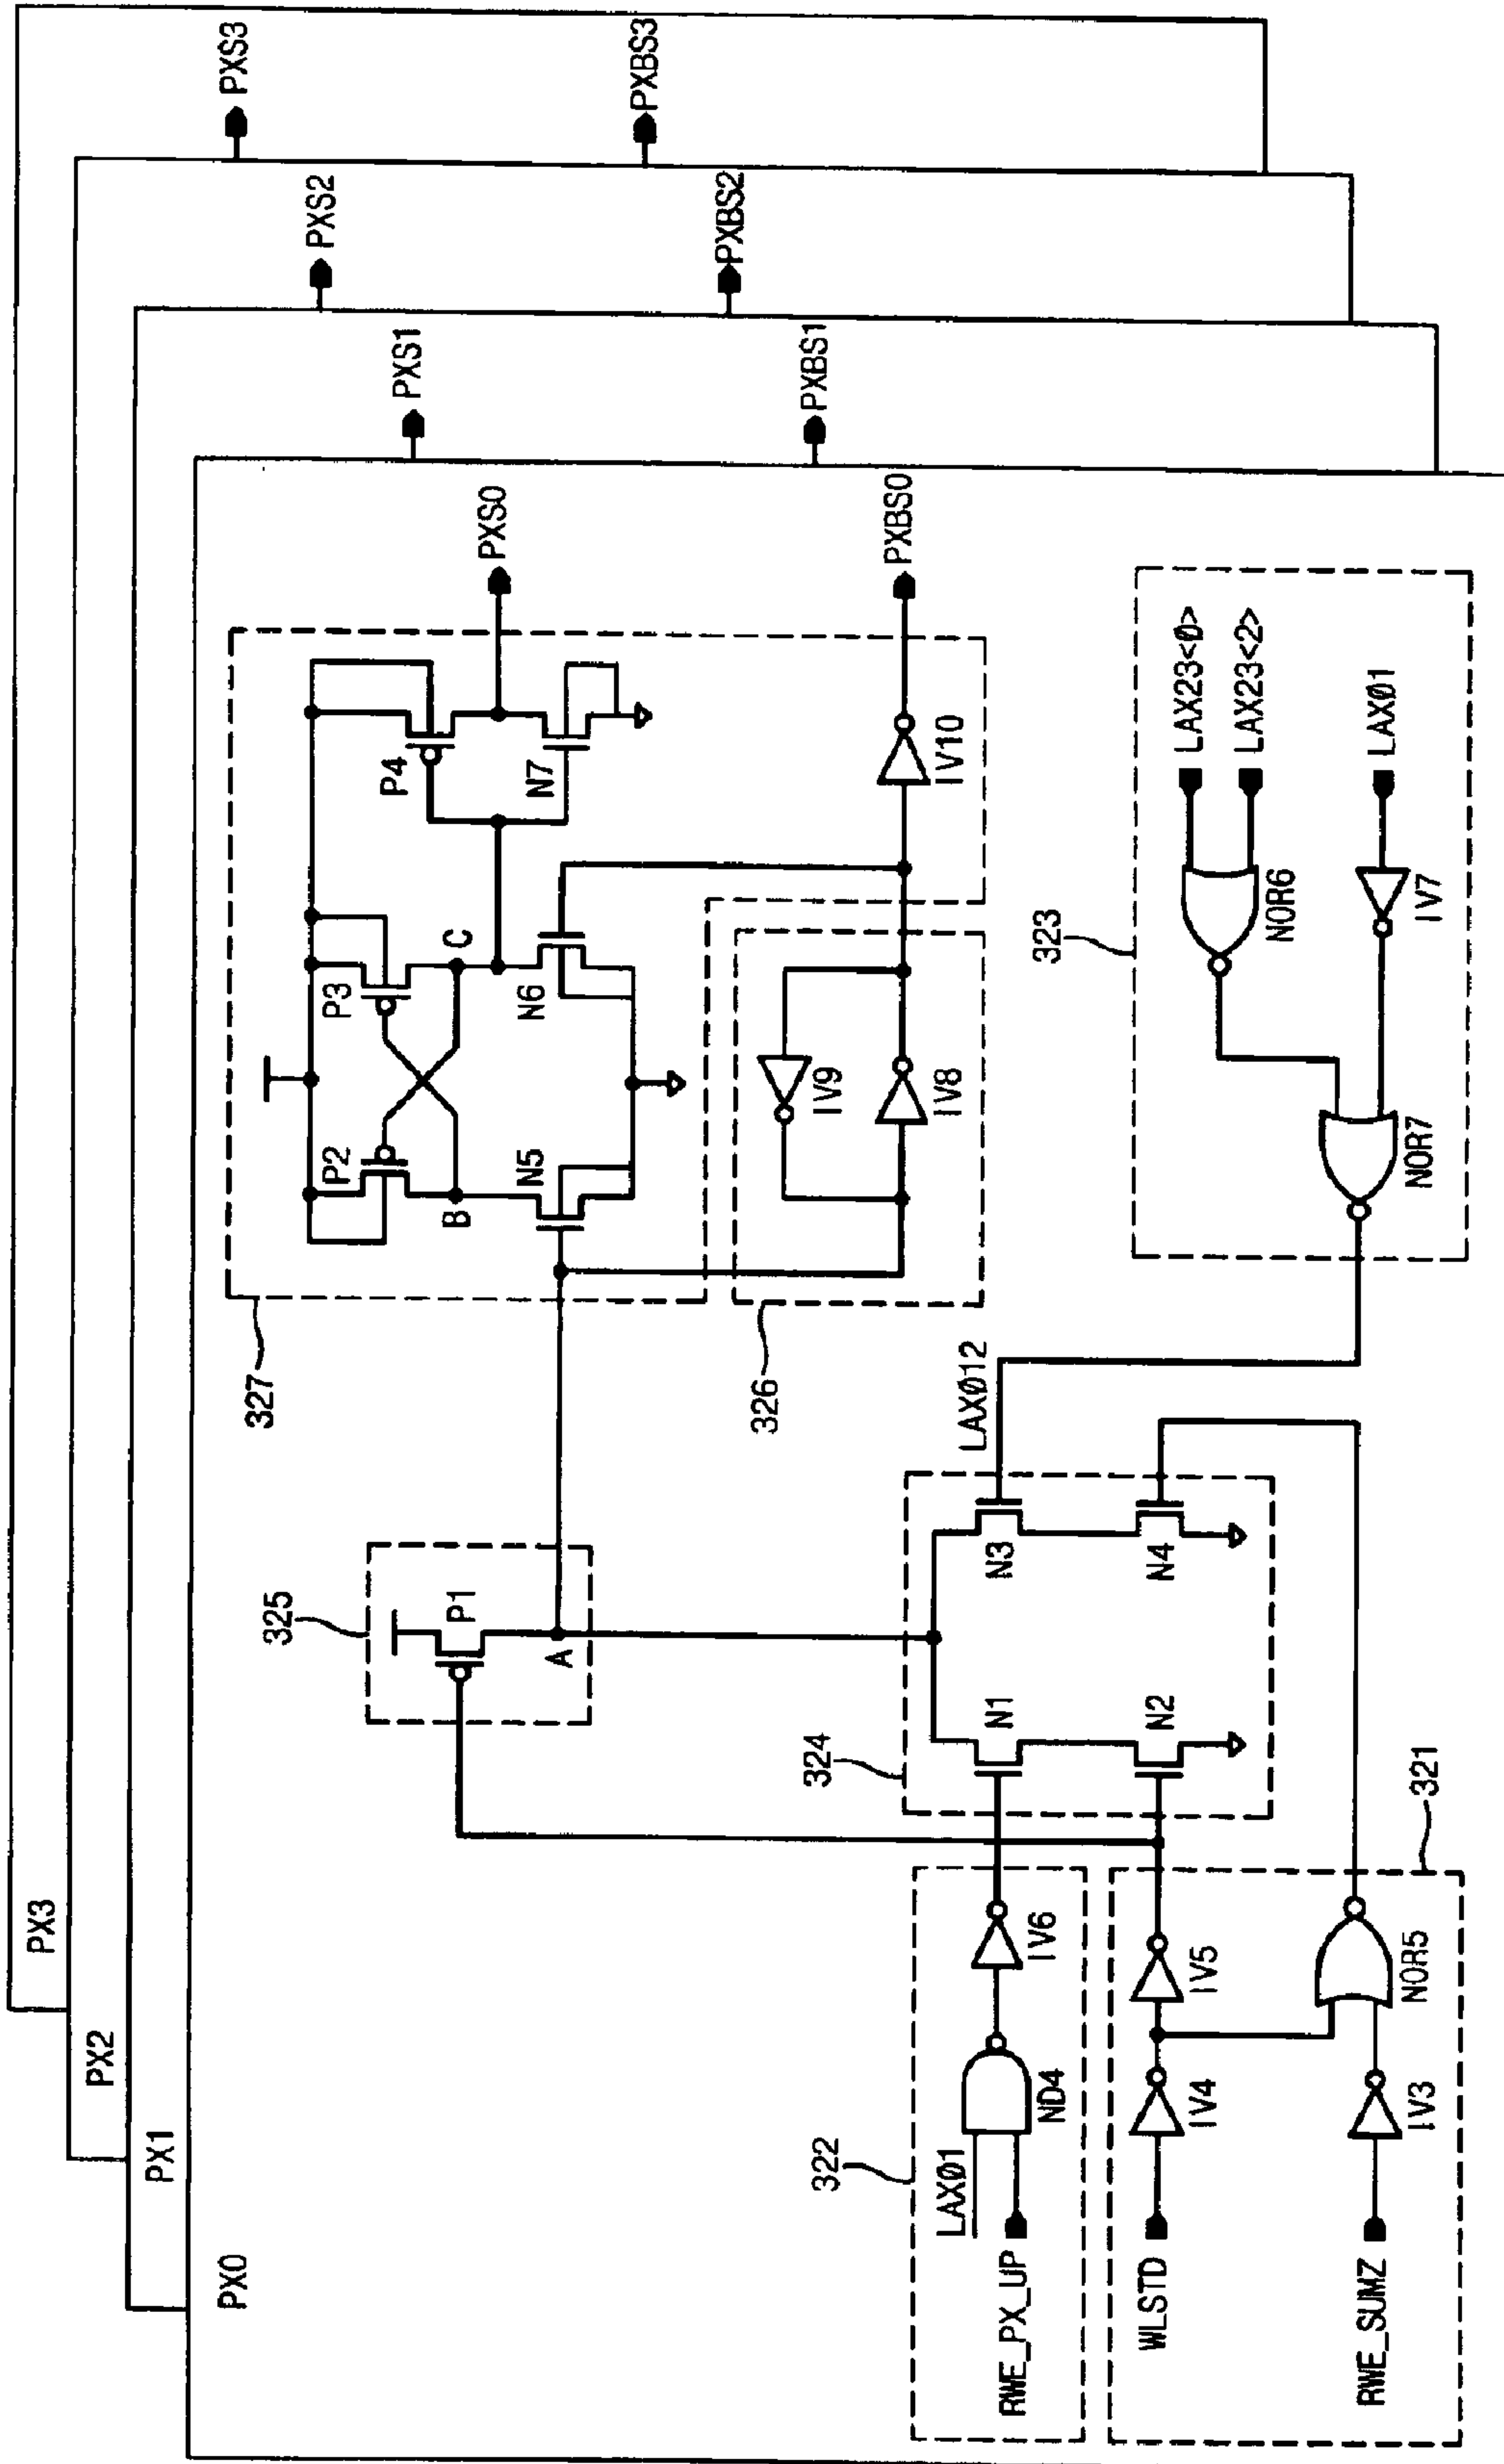 PX3
PX2
PX1
PX0
PXS3
PXBS3
PXS2
PXBS2
PXS1
PXBS1
327
P2
P3
P4
B
C
N5
N6
N7
PXS0
326
IV9
IV8
IV10
PXBS0
325
P1
A
324
N1
N2
N3
N4
LAX012
323
LAX23<0>
LAX23<2>
NOR6
LAX01
IV7
NOR7
322
LAX01
RWE_PX_UP
ND4
IV6
321
WLSTD
IV4
IV5
RWE_SUMZ
IV3
NOR5